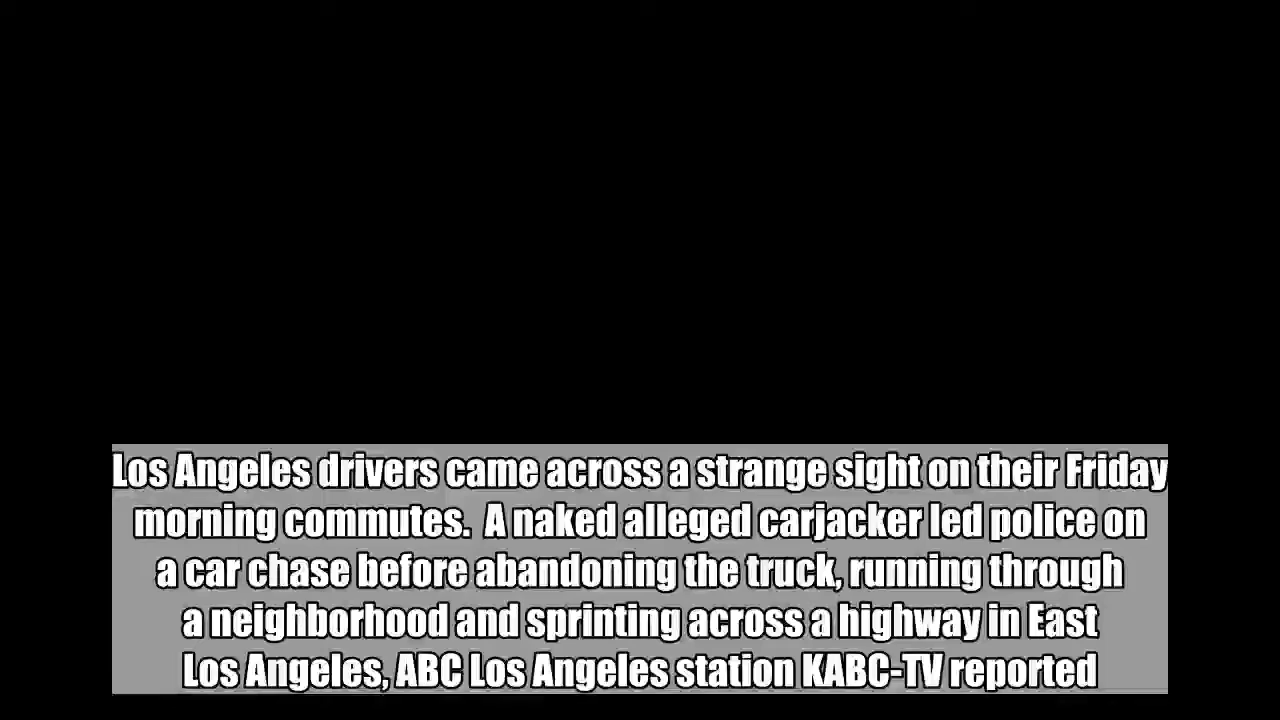 Los Angeles drivers came across a strange sight on their Friday
morning commutes.  A naked alleged carjacker led police on
a car chase before abandoning the truck, running through
a neighborhood and sprinting across a highway in East
Los Angeles, ABC Los Angeles station KABC-TV reported